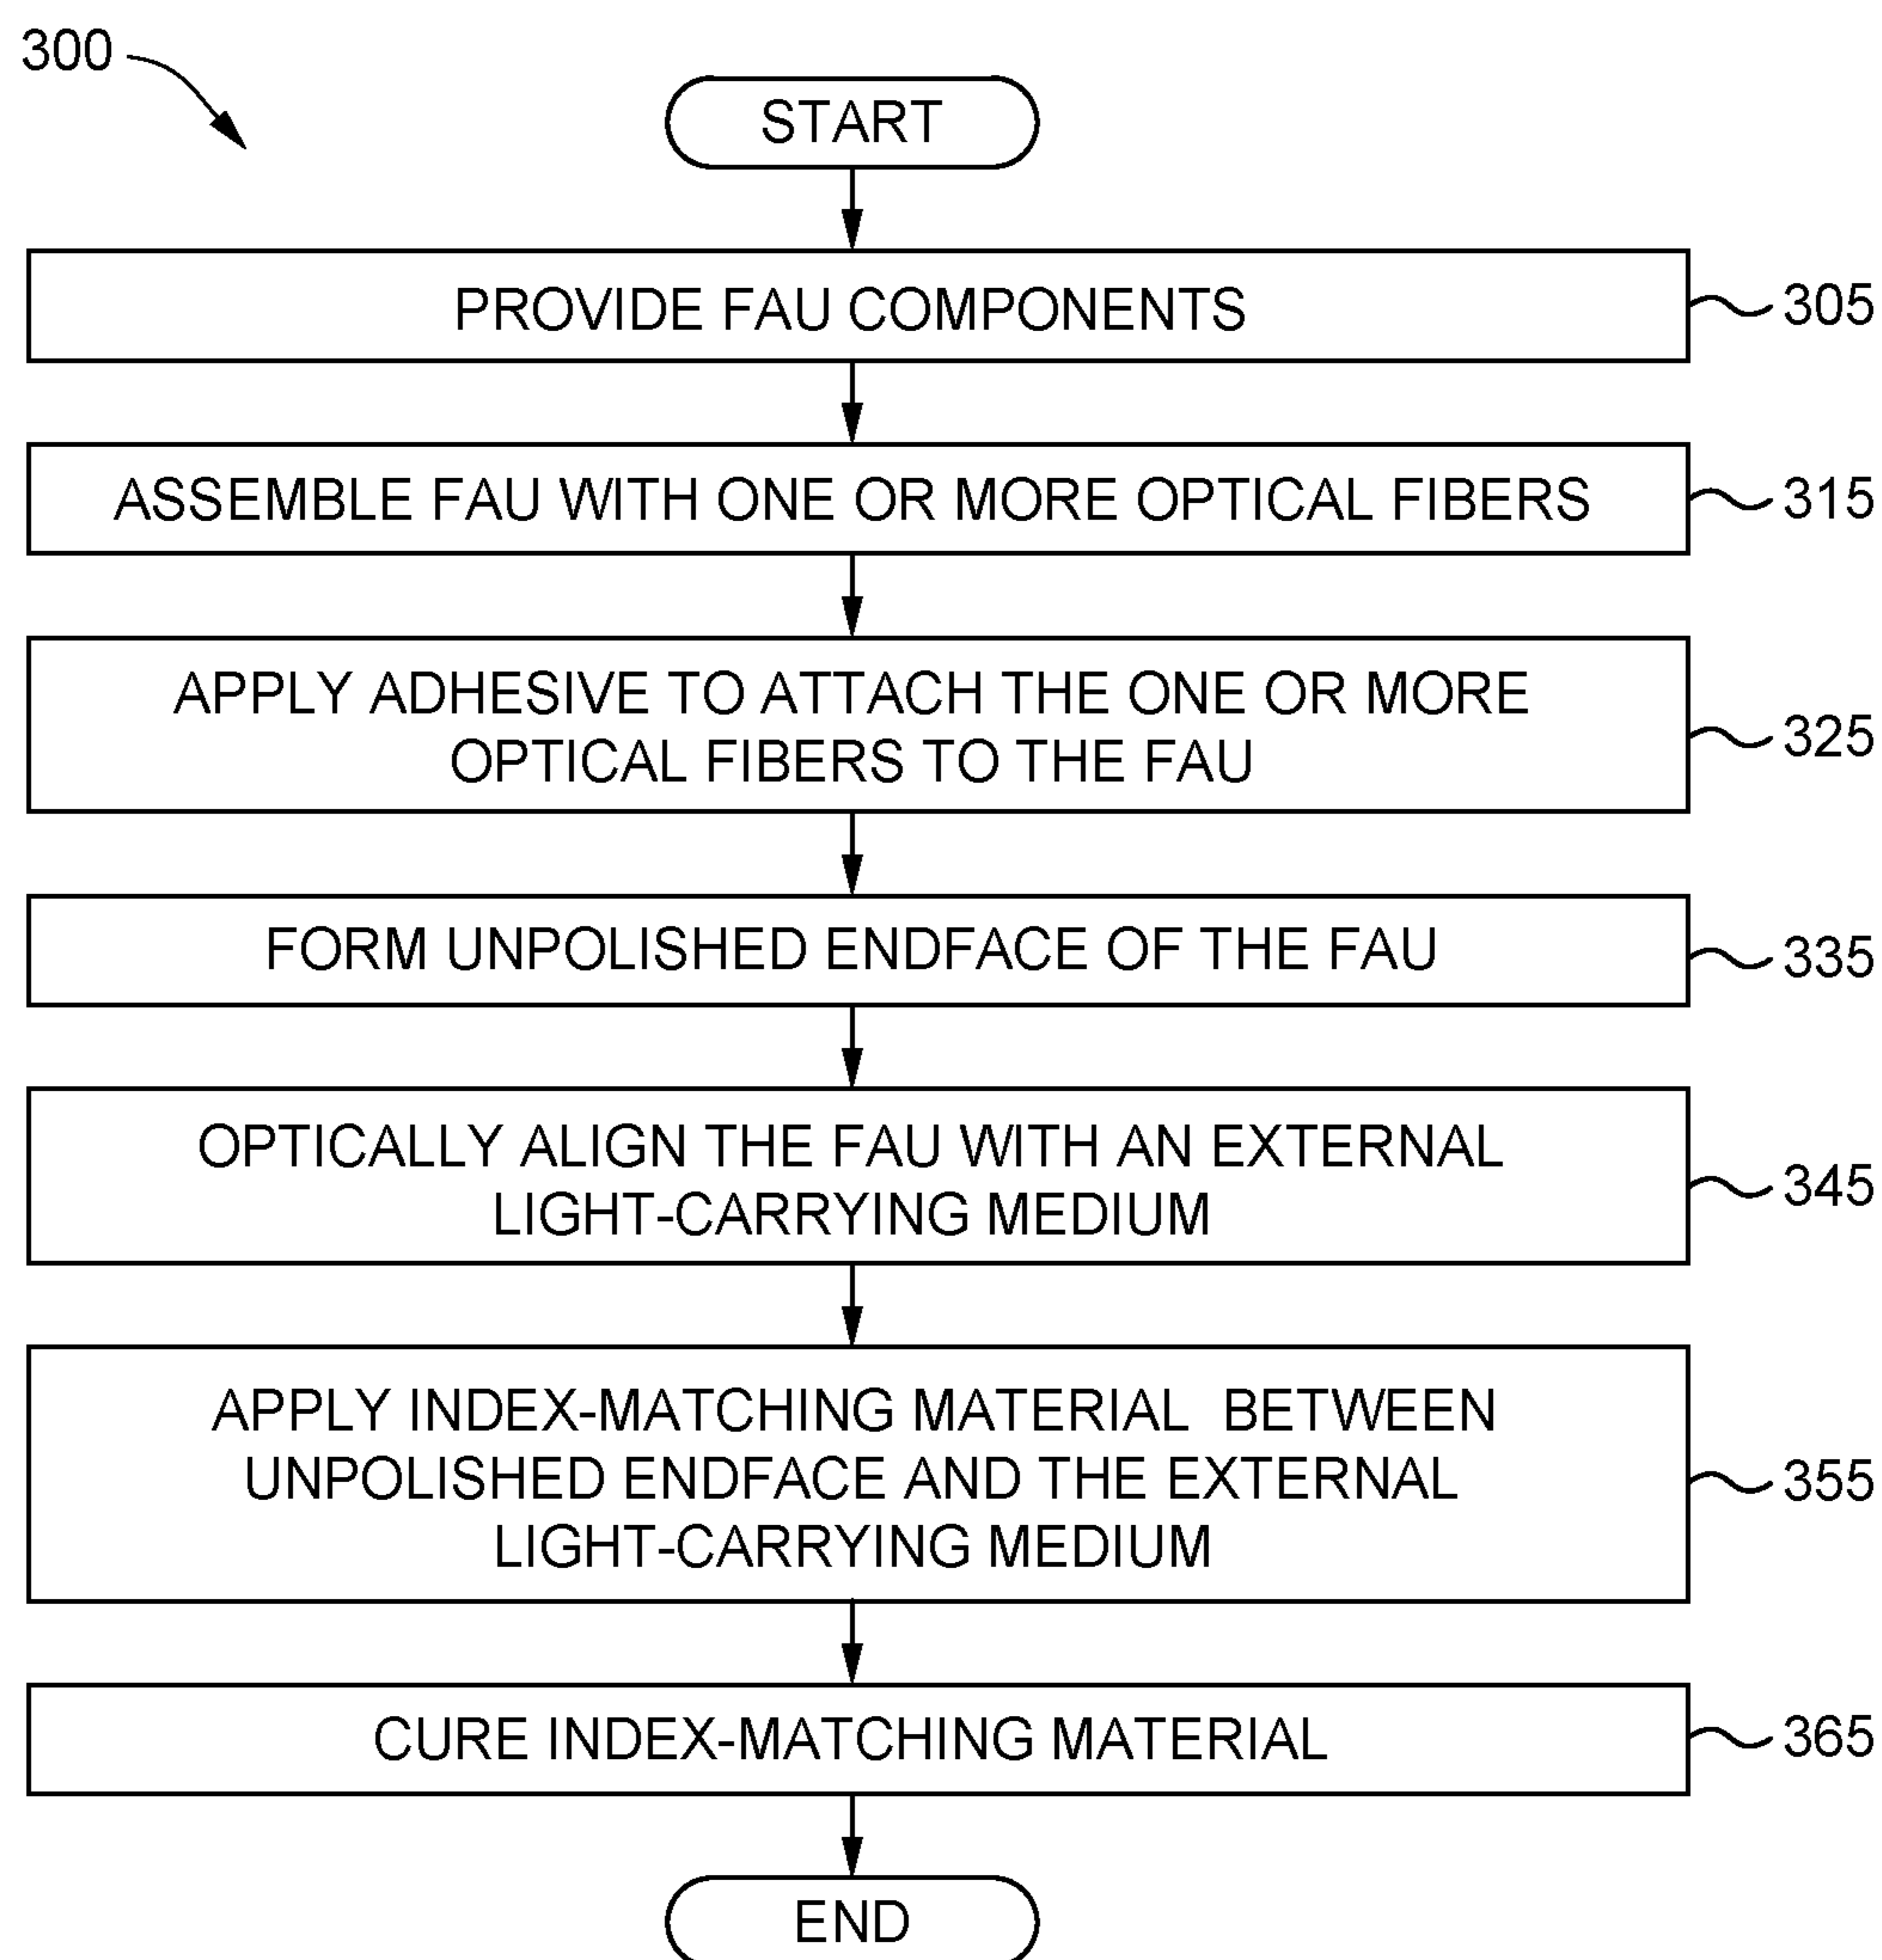 300
START
PROVIDE FAU COMPONENTS
305
ASSEMBLE FAU WITH ONE OR MORE OPTICAL FIBERS
315
APPLY ADHESIVE TO ATTACH THE ONE OR MORE
OPTICAL FIBERS TO THE FAU
325
FORM UNPOLISHED ENDFACE OF THE FAU
335
OPTICALLY ALIGN THE FAU WITH AN EXTERNAL
LIGHT-CARRYING MEDIUM
345
APPLY INDEX-MATCHING MATERIAL BETWEEN
UNPOLISHED ENDFACE AND THE EXTERNAL
LIGHT-CARRYING MEDIUM
355
CURE INDEX-MATCHING MATERIAL
365
END